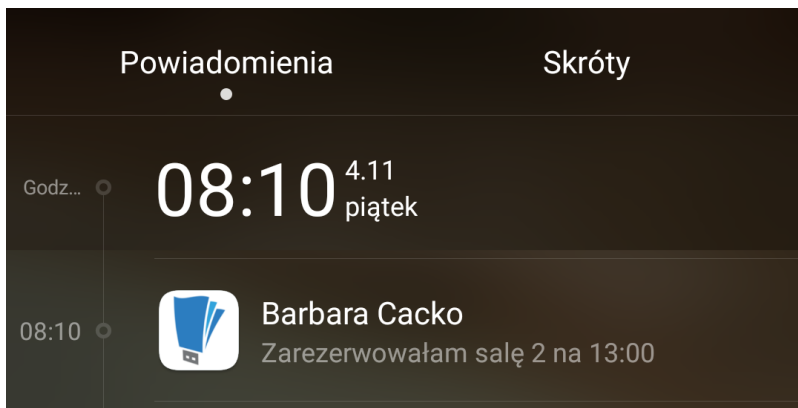 Powiadomienia Skróty
Godz... 08:10 4.11
piątek
08:10 Barbara Cacko
Zarezerwowałam salę 2 na 13:00